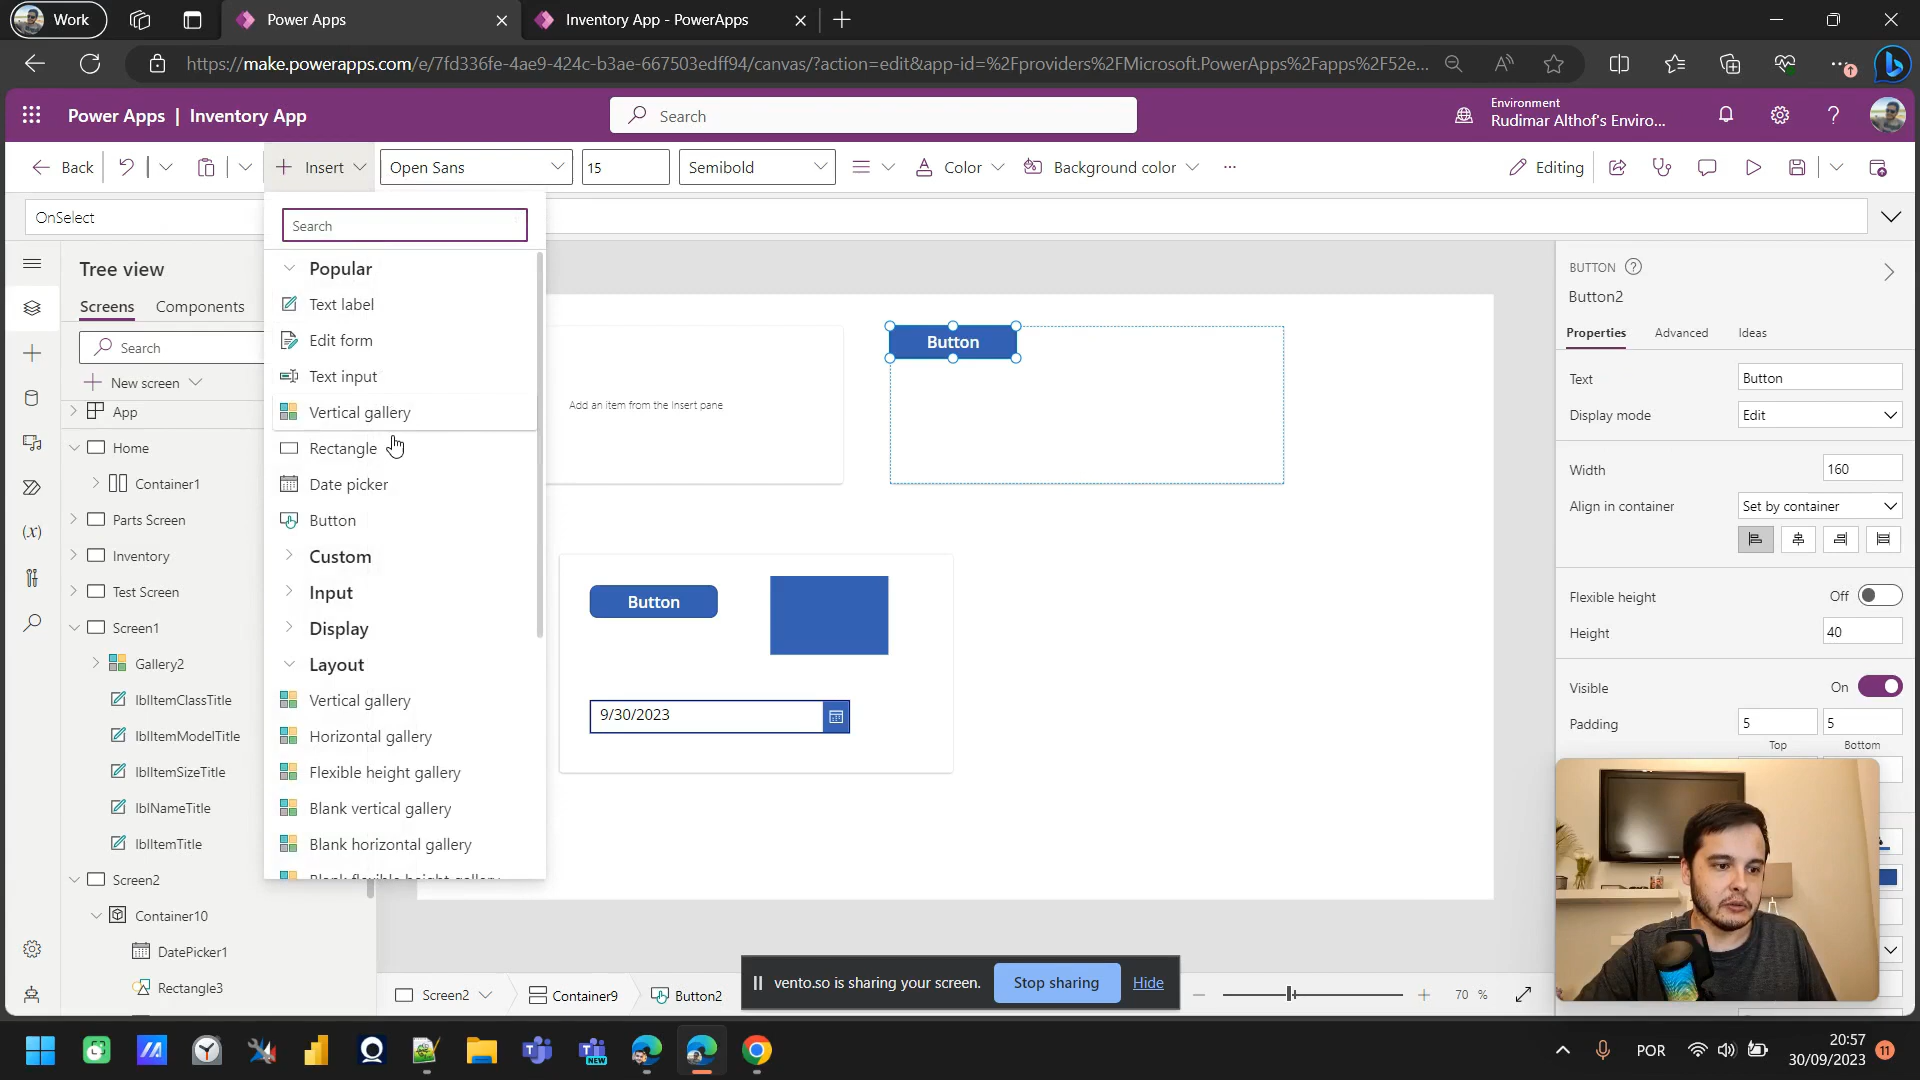 Work
Power Apps
Inventory App - PowerApps
https://make.powerapps.com/e/7fd336fe-4ae9-424c-b3ae-667503edff94/canvas/?action=edit&app-id=%2Fproviders%2FMicrosoft.PowerApps%2Fapps%2F52e...
Power Apps | Inventory App
Search
Environment
Rudimar Althof's Enviro...
Back
Insert
Open Sans
15
Semibold
Color
Background color
...
Editing
OnSelect
Search
Tree view
Screens
Components
Search
New screen
App
Home
Container1
Parts Screen
Inventory
Test Screen
Screen1
Gallery2
lblItemClassTitle
lblItemModelTitle
lblItemSizeTitle
lblNameTitle
lblItemTitle
Screen2
Container10
DatePicker1
Rectangle3
Popular
Text label
Edit form
Text input
Vertical gallery
Rectangle
Date picker
Button
Custom
Input
Display
Layout
Vertical gallery
Horizontal gallery
Flexible height gallery
Blank vertical gallery
Blank horizontal gallery
Blank flexible height gallery
Add an item from the Insert pane
Button
Button
9/30/2023
BUTTON
Button2
Properties
Advanced
Ideas
Text
Button
Display mode
Edit
Width
160
Align in container
Set by container
Flexible height
Off
Height
40
Visible
On
Padding
5
5
Top
Bottom
Screen2
Container9
Button2
vento.so is sharing your screen.
Stop sharing
Hide
70 %
NEW
POR
20:57
30/09/2023
11